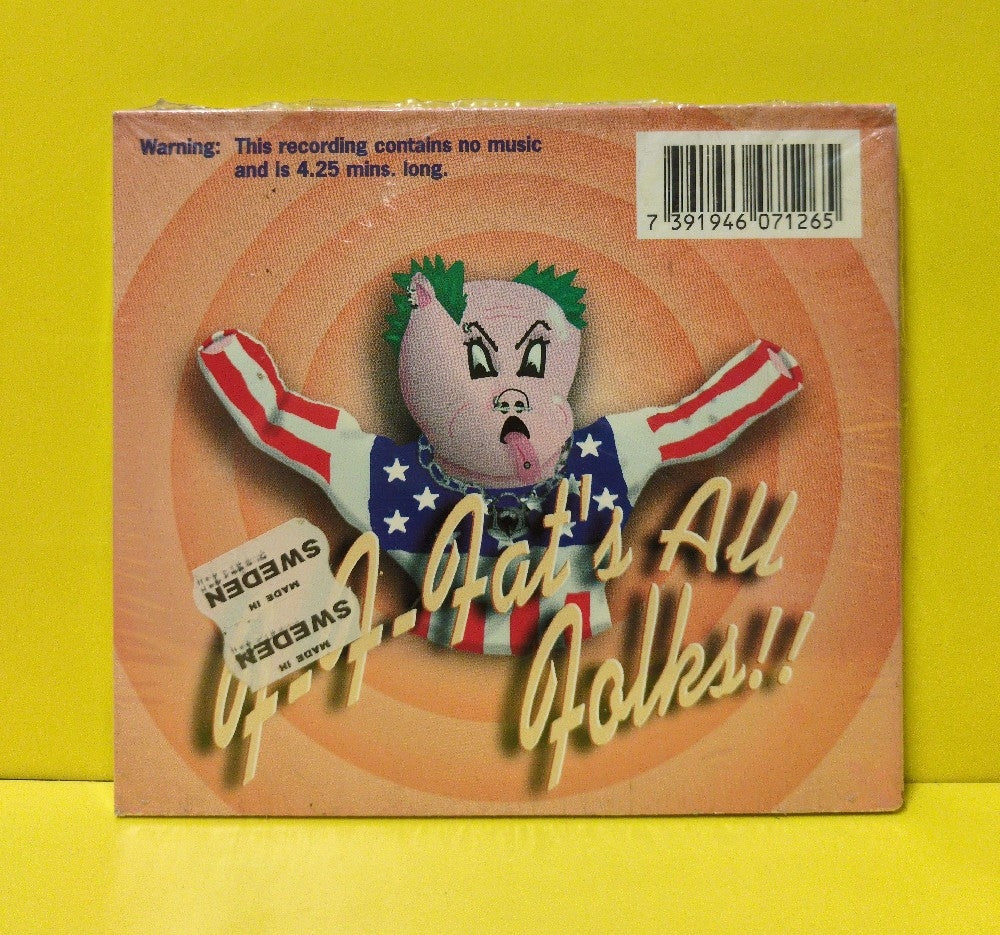 Warning: This recording contains no music
and is 4.25 mins. long.
7 391946 071265
F-F-Fat's All
Folks!!
SWEDEN
MADE IN
SWEDEN
MADE IN